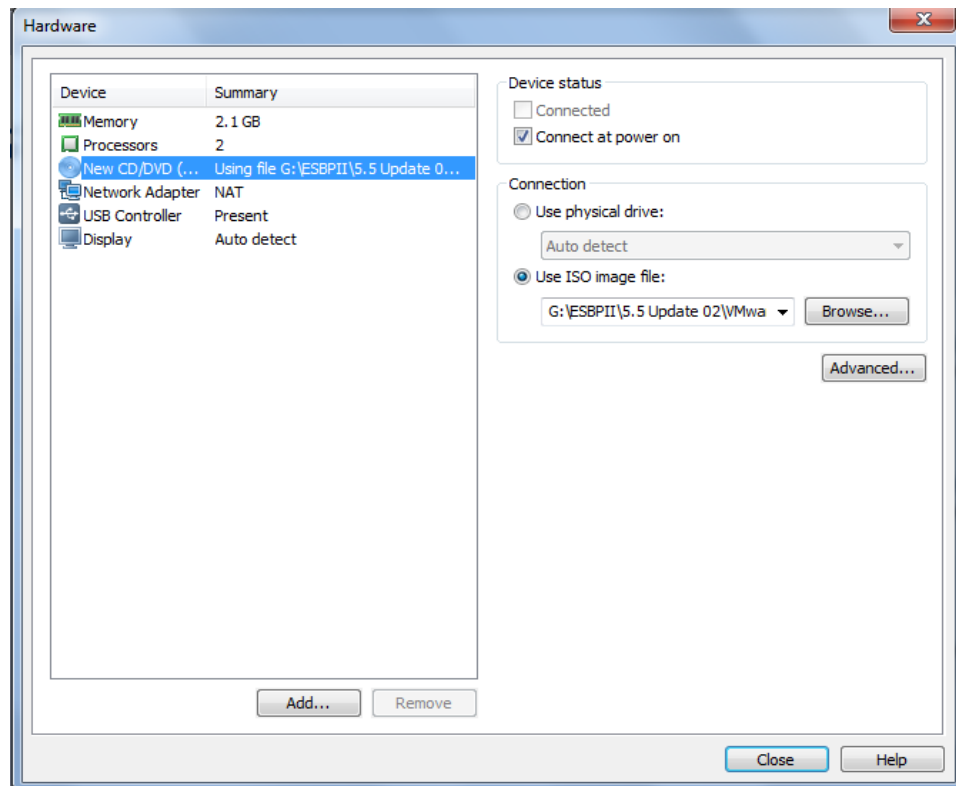 Hardware
Device Summary
Memory 2.1 GB
Processors 2
New CD/DVD (... Using file G:\ESBPII\5.5 Update 0...
Network Adapter NAT
USB Controller Present
Display Auto detect
Add... Remove
Device status
Connected
Connect at power on
Connection
Use physical drive:
Auto detect
Use ISO image file:
G:\ESBPII\5.5 Update 02\VMwa Browse...
Advanced...
Close Help